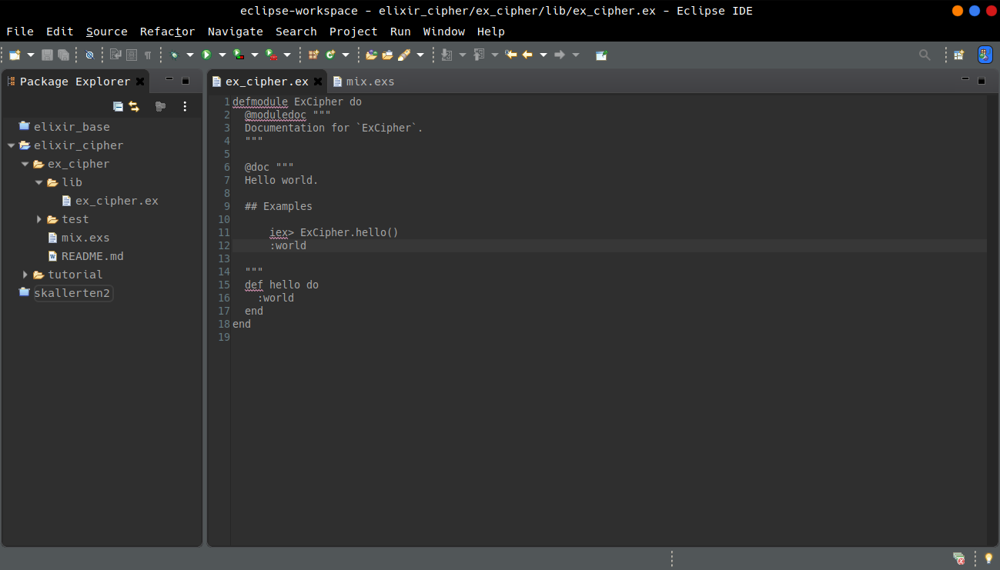 eclipse-workspace - elixir_cipher/ex_cipher/lib/ex_cipher.ex - Eclipse IDE
File Edit Source Refactor Navigate Search Project Run Window Help
Package Explorer
elixir_base
elixir_cipher
ex_cipher
lib
ex_cipher.ex
test
mix.exs
README.md
tutorial
skallerten2
ex_cipher.ex mix.exs
1 defmodule ExCipher do
2   @moduledoc """
3   Documentation for `ExCipher`.
4   """
5
6   @doc """
7   Hello world.
8
9   ## Examples
10
11       iex> ExCipher.hello()
12       :world
13
14   """
15   def hello do
16     :world
17   end
18 end
19